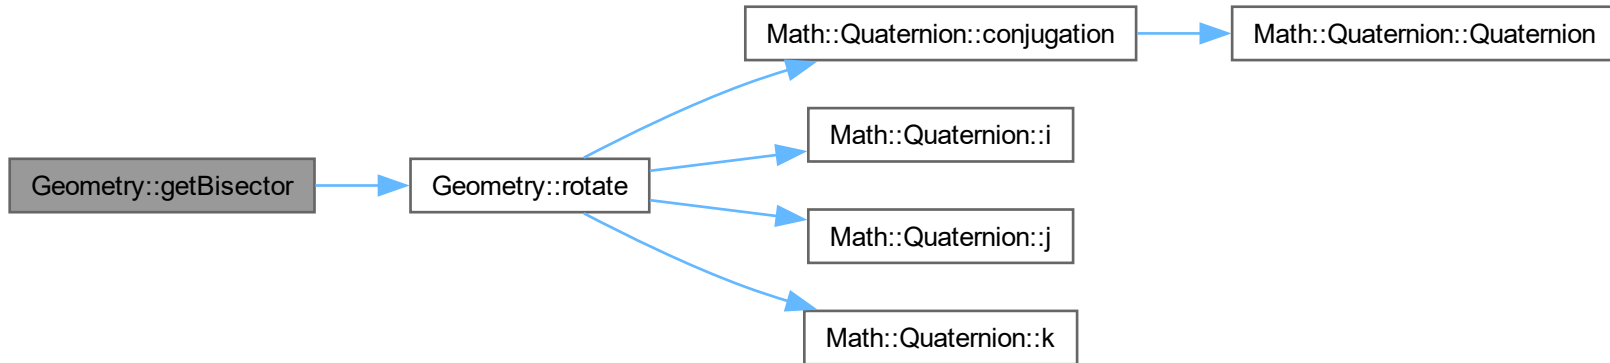 Math::Quaternion::conjugation
Math::Quaternion::Quaternion
Math::Quaternion::i
Geometry::getBisector
Geometry::rotate
Math::Quaternion::j
Math::Quaternion::k